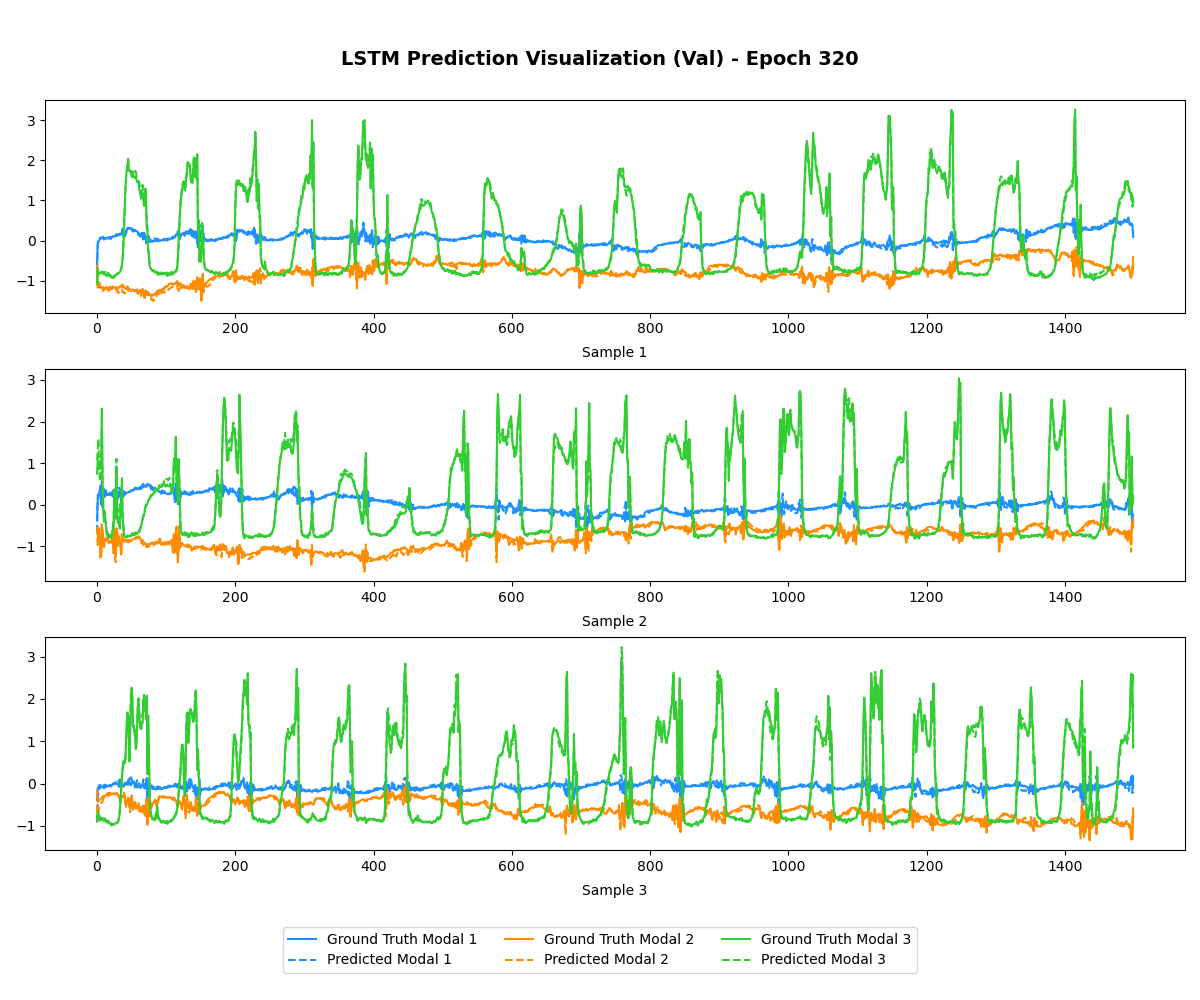 LSTM Prediction Visualization (Val) - Epoch 320
3
2
1
0
−1
0 200 400 600 800 1000 1200 1400
Sample 1
3
2
1
0
−1
0 200 400 600 800 1000 1200 1400
Sample 2
3
2
1
0
−1
0 200 400 600 800 1000 1200 1400
Sample 3
Ground Truth Modal 1 Ground Truth Modal 2 Ground Truth Modal 3
Predicted Modal 1 Predicted Modal 2 Predicted Modal 3